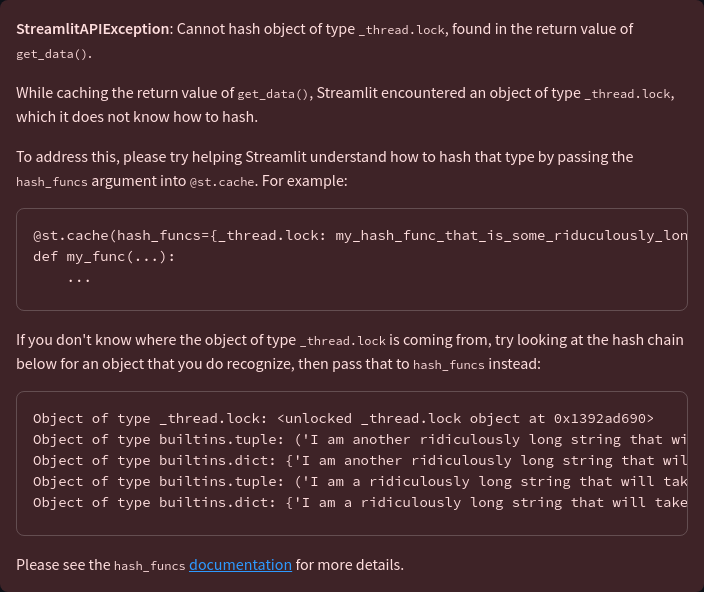 StreamlitAPIException: Cannot hash object of type _thread.lock, found in the return value of
get_data().
While caching the return value of get_data(), Streamlit encountered an object of type _thread.lock,
which it does not know how to hash.
To address this, please try helping Streamlit understand how to hash that type by passing the
hash_funcs argument into @st.cache. For example:
@st.cache(hash_funcs={_thread.lock: my_hash_func_that_is_some_riduculously_lon
def my_func(...):
    ...
If you don't know where the object of type _thread.lock is coming from, try looking at the hash chain
below for an object that you do recognize, then pass that to hash_funcs instead:
Object of type _thread.lock: <unlocked _thread.lock object at 0x1392ad690>
Object of type builtins.tuple: ('I am another ridiculously long string that wi
Object of type builtins.dict: {'I am another ridiculously long string that wil
Object of type builtins.tuple: ('I am a ridiculously long string that will tak
Object of type builtins.dict: {'I am a ridiculously long string that will take
Please see the hash_funcs documentation for more details.